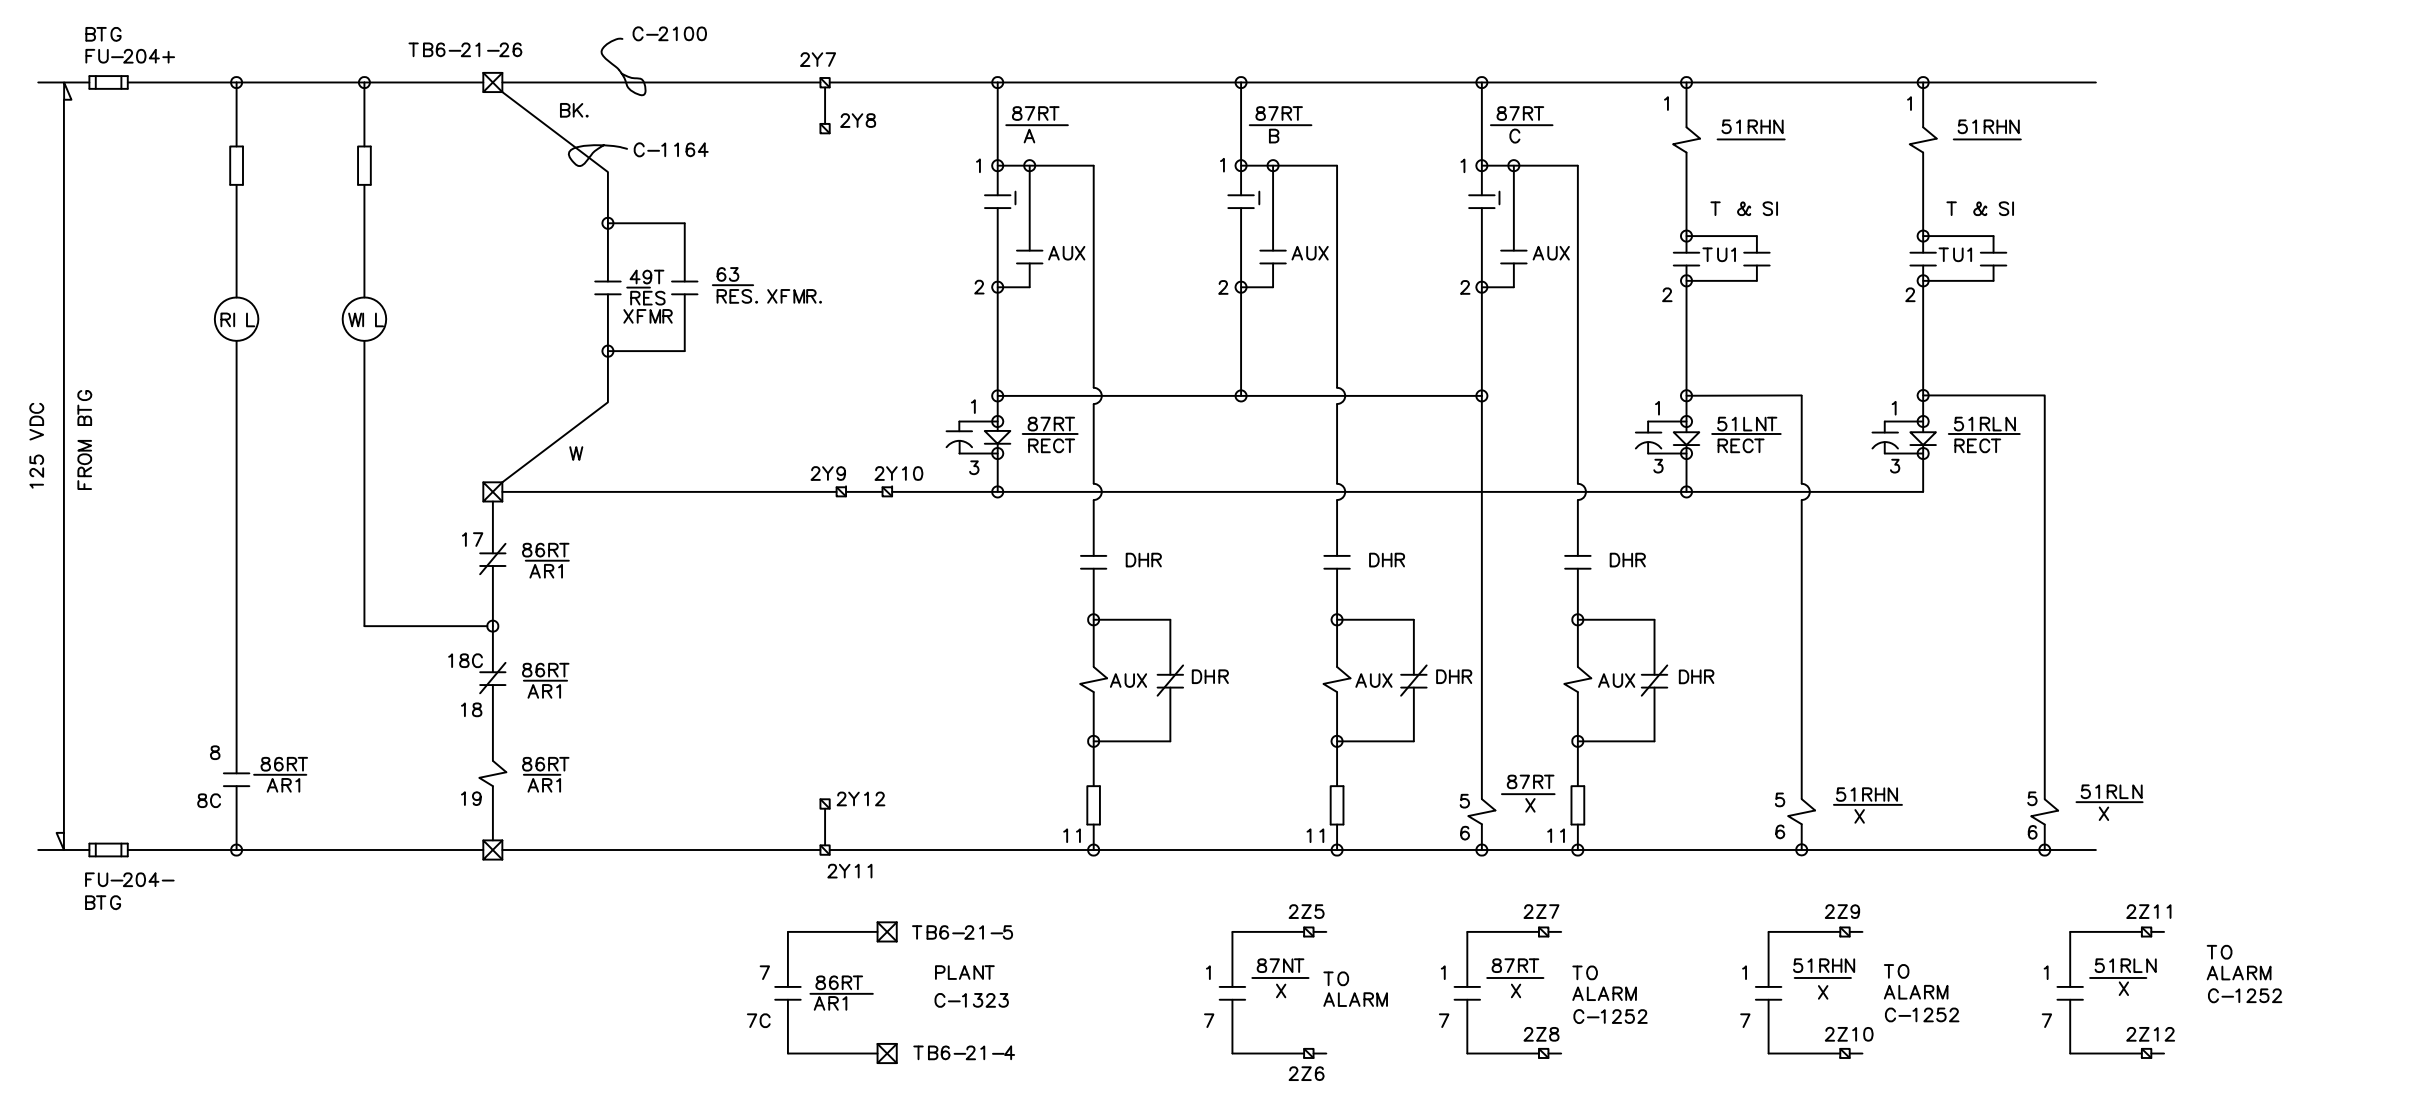 BTG
FU-204+
TB6-21-26
C-2100
2Y7
2Y8
BK.
C-1164
87RT
A
87RT
B
87RT
C
1
51RHN
1
51RHN
1
1
1
T & SI
T & SI
AUX
AUX
AUX
TU1
TU1
2
2
2
2
2
49T
RES
XFMR
63
RES. XFMR.
RI L
WI L
125 VDC
FROM BTG
1
87RT
RECT
3
1
51LNT
RECT
3
1
51RLN
RECT
3
W
2Y9
2Y10
17
86RT
AR1
DHR
DHR
DHR
18C
86RT
AR1
18
AUX
DHR
AUX
DHR
AUX
DHR
8
86RT
AR1
8C
86RT
AR1
19
2Y12
2Y11
11
11
5
87RT
X
6
11
5
51RHN
X
6
5
51RLN
X
6
FU-204-
BTG
TB6-21-5
7
86RT
AR1
7C
PLANT
C-1323
TB6-21-4
2Z5
1
87NT
X
7
TO
ALARM
2Z6
2Z7
1
87RT
X
7
TO
ALARM
C-1252
2Z8
2Z9
1
51RHN
X
7
TO
ALARM
C-1252
2Z10
2Z11
1
51RLN
X
7
TO
ALARM
C-1252
2Z12